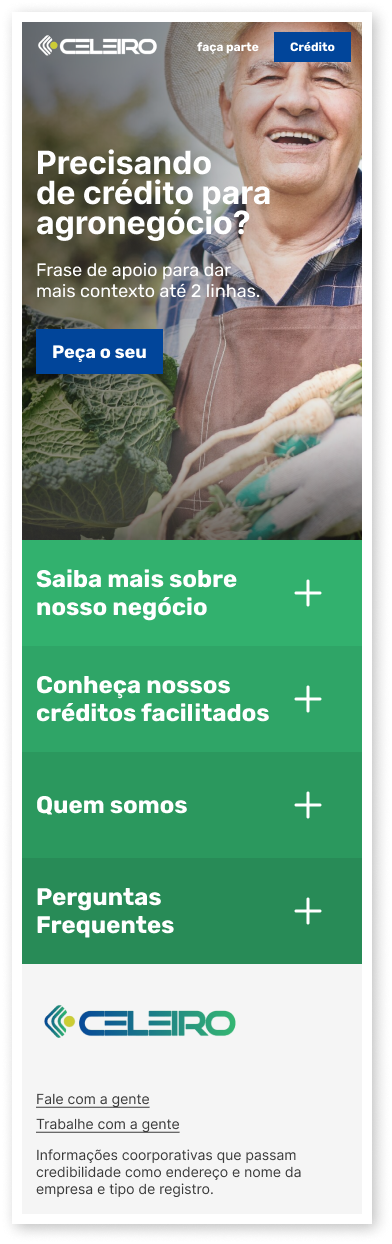 CELEIRO
faça parte
Crédito
Precisando
de crédito para
agronegócio?
Frase de apoio para dar
mais contexto até 2 linhas.
Peça o seu
Saiba mais sobre
nosso negócio
Conheça nossos
créditos facilitados
Quem somos
Perguntas
Frequentes
CELEIRO
Fale com a gente
Trabalhe com a gente
Informações coorporativas que passam
credibilidade como endereço e nome da
empresa e tipo de registro.